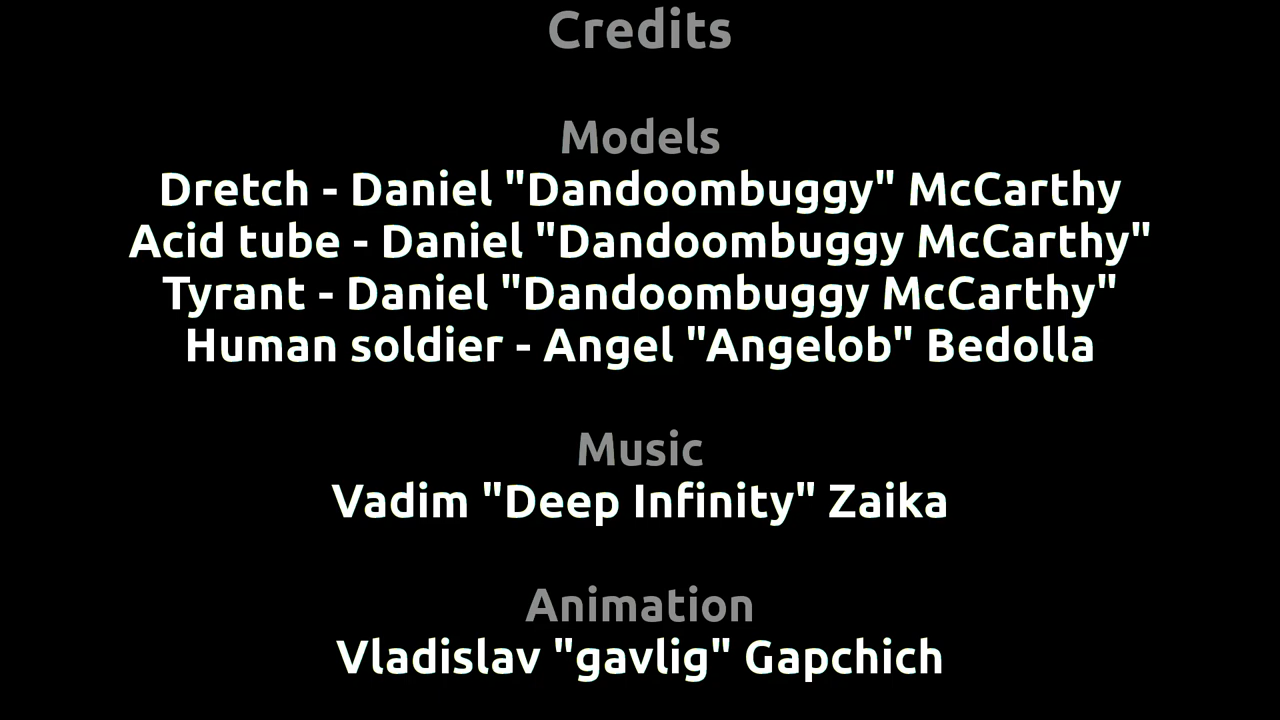 Credits
Models
Dretch - Daniel "Dandoombuggy" McCarthy
Acid tube - Daniel "Dandoombuggy McCarthy"
Tyrant - Daniel "Dandoombuggy McCarthy"
Human soldier - Angel "Angelob" Bedolla
Music
Vadim "Deep Infinity" Zaika
Animation
Vladislav "gavlig" Gapchich